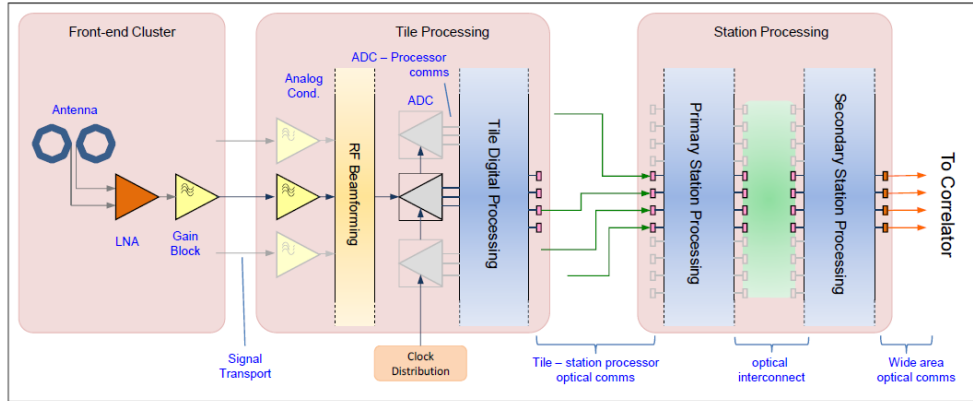 Front-end Cluster
Tile Processing
Station Processing
ADC – Processor
comms
Analog
Cond.
ADC
Antenna
RF Beamforming
Tile Digital Processing
Primary Station Processing
Secondary Station Processing
To Correlator
LNA
Gain
Block
Signal
Transport
Clock
Distribution
Tile – station processor
optical comms
optical
interconnect
Wide area
optical comms